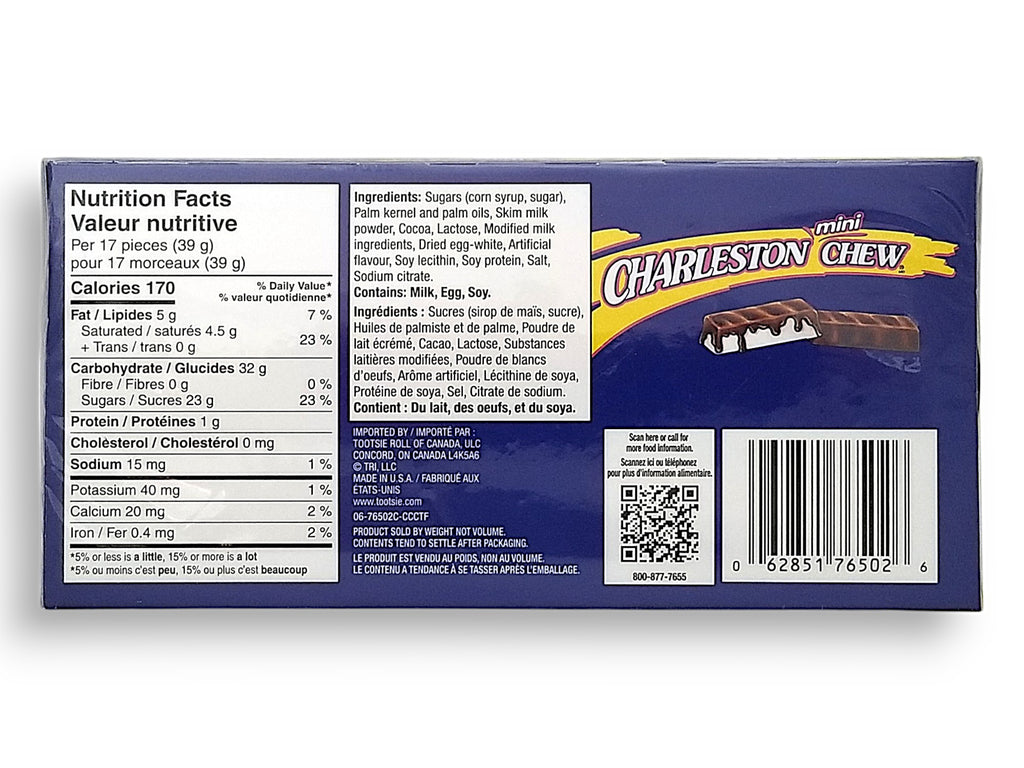 Nutrition Facts
Valeur nutritive
Per 17 pieces (39 g)
pour 17 morceaux (39 g)
Calories 170
% Daily Value*
% valeur quotidienne*
Fat / Lipides 5 g 7 %
Saturated / saturés 4.5 g
+ Trans / trans 0 g
23 %
Carbohydrate / Glucides 32 g
Fibre / Fibres 0 g 0 %
Sugars / Sucres 23 g 23 %
Protein / Protéines 1 g
Cholesterol / Cholestérol 0 mg
Sodium 15 mg 1 %
Potassium 40 mg 1 %
Calcium 20 mg 2 %
Iron / Fer 0.4 mg 2 %
*5% or less is a little, 15% or more is a lot
*5% ou moins c'est peu, 15% ou plus c'est beaucoup
Ingredients: Sugars (corn syrup, sugar),
Palm kernel and palm oils, Skim milk
powder, Cocoa, Lactose, Modified milk
ingredients, Dried egg-white, Artificial
flavour, Soy lecithin, Soy protein, Salt,
Sodium citrate.
Contains: Milk, Egg, Soy.
Ingrédients : Sucres (sirop de maïs, sucre),
Huiles de palmiste et de palme, Poudre de
lait écrémé, Cacao, Lactose, Substances
laitières modifiées, Poudre de blancs
d'oeufs, Arôme artificiel, Lécithine de soya,
Protéine de soya, Sel, Citrate de sodium.
Contient : Du lait, des oeufs, et du soya.
IMPORTED BY / IMPORTÉ PAR :
TOOTSIE ROLL OF CANADA, ULC
CONCORD, ON CANADA L4K5A6
© TRI, LLC
MADE IN U.S.A. / FABRIQUÉ AUX
ÉTATS-UNIS
www.tootsie.com
06-76502C-CCCTF
PRODUCT SOLD BY WEIGHT NOT VOLUME.
CONTENTS TEND TO SETTLE AFTER PACKAGING.
LE PRODUIT EST VENDU AU POIDS, NON AU VOLUME.
LE CONTENU A TENDANCE À SE TASSER APRÈS L'EMBALLAGE.
mini
CHARLESTON CHEW
Scan here or call for
more food information.
Scannez ici ou téléphonez
pour plus d'information alimentaire.
800-877-7655
0 62851 76502 6